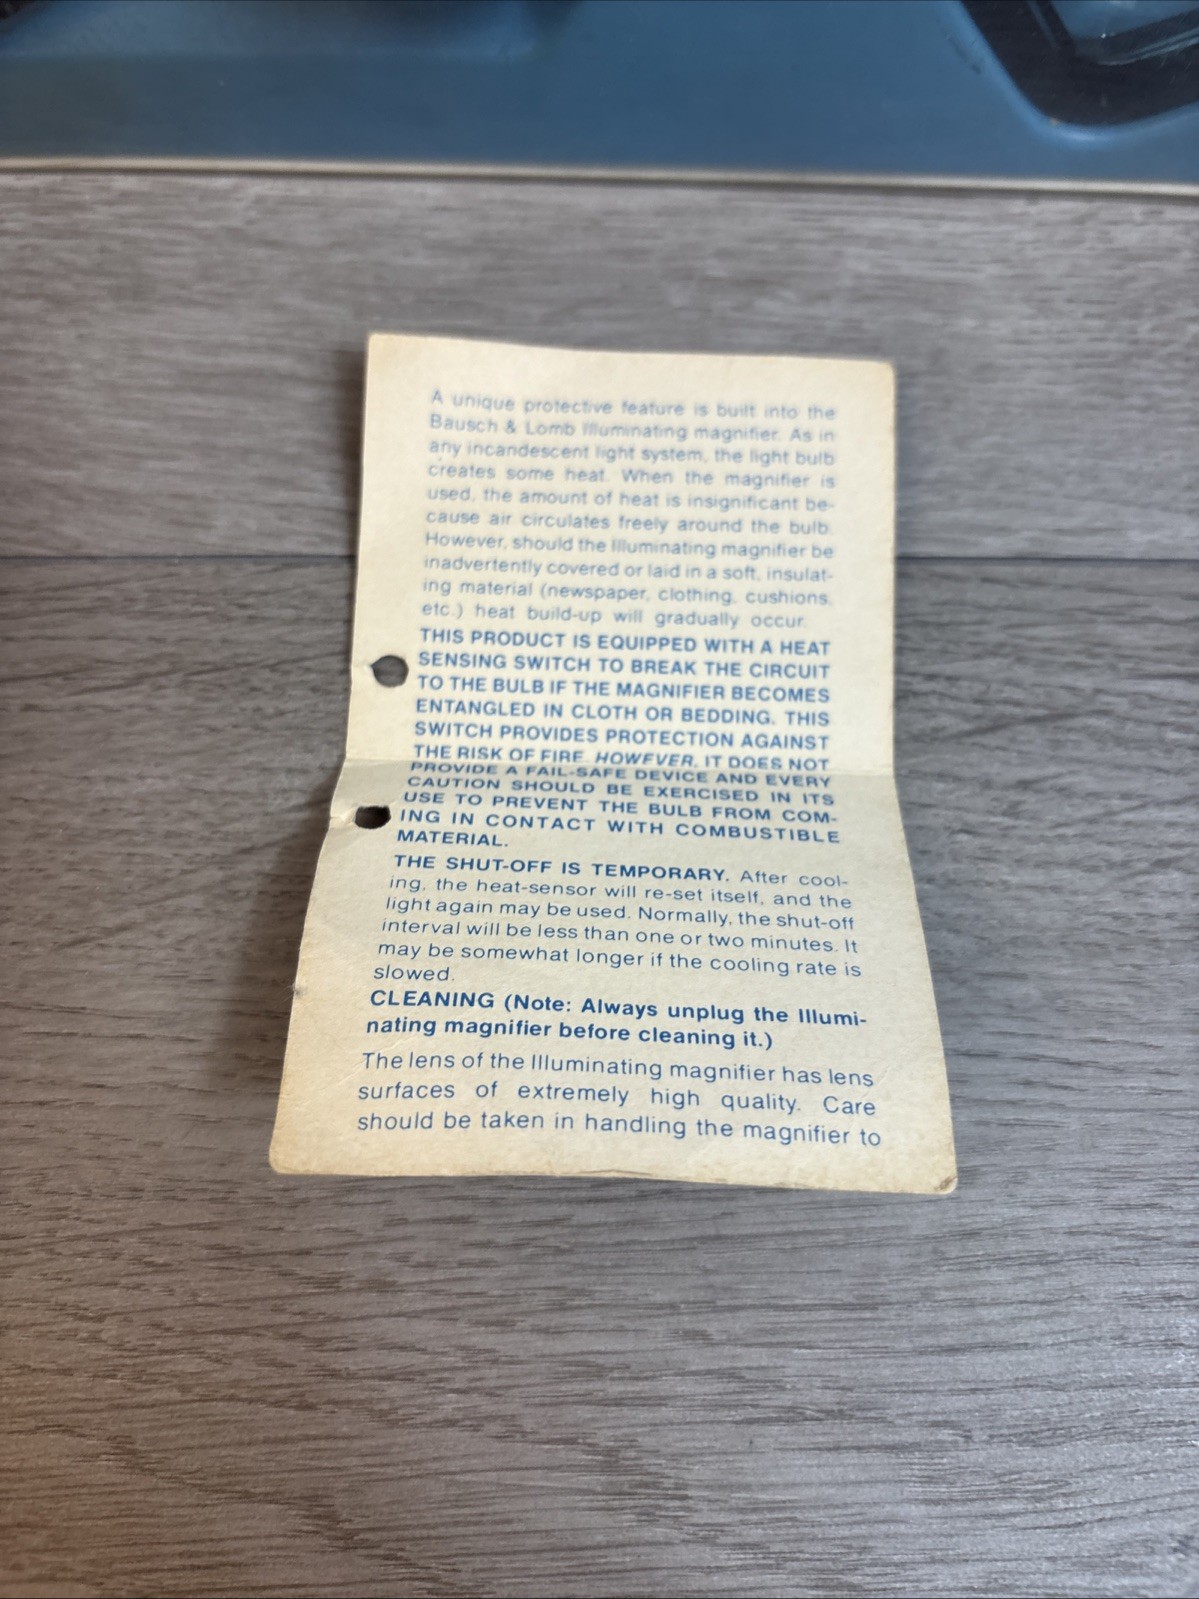 A unique protective feature is built into the
Bausch & Lomb Illuminating magnifier. As in
any incandescent light system, the light bulb
creates some heat. When the magnifier is
used, the amount of heat is insignificant be-
cause air circulates freely around the bulb.
However, should the Illuminating magnifier be
inadvertently covered or laid in a soft, insulat-
ing material (newspaper, clothing, cushions,
etc.) heat build-up will gradually occur.
THIS PRODUCT IS EQUIPPED WITH A HEAT
SENSING SWITCH TO BREAK THE CIRCUIT
TO THE BULB IF THE MAGNIFIER BECOMES
ENTANGLED IN CLOTH OR BEDDING. THIS
SWITCH PROVIDES PROTECTION AGAINST
THE RISK OF FIRE. HOWEVER, IT DOES NOT
PROVIDE A FAIL-SAFE DEVICE AND EVERY
CAUTION SHOULD BE EXERCISED IN ITS
USE TO PREVENT THE BULB FROM COM-
ING IN CONTACT WITH COMBUSTIBLE
MATERIAL.
THE SHUT-OFF IS TEMPORARY. After cool-
ing, the heat-sensor will re-set itself, and the
light again may be used. Normally, the shut-off
interval will be less than one or two minutes. It
may be somewhat longer if the cooling rate is
slowed.
CLEANING (Note: Always unplug the Illumi-
nating magnifier before cleaning it.)
The lens of the Illuminating magnifier has lens
surfaces of extremely high quality. Care
should be taken in handling the magnifier to